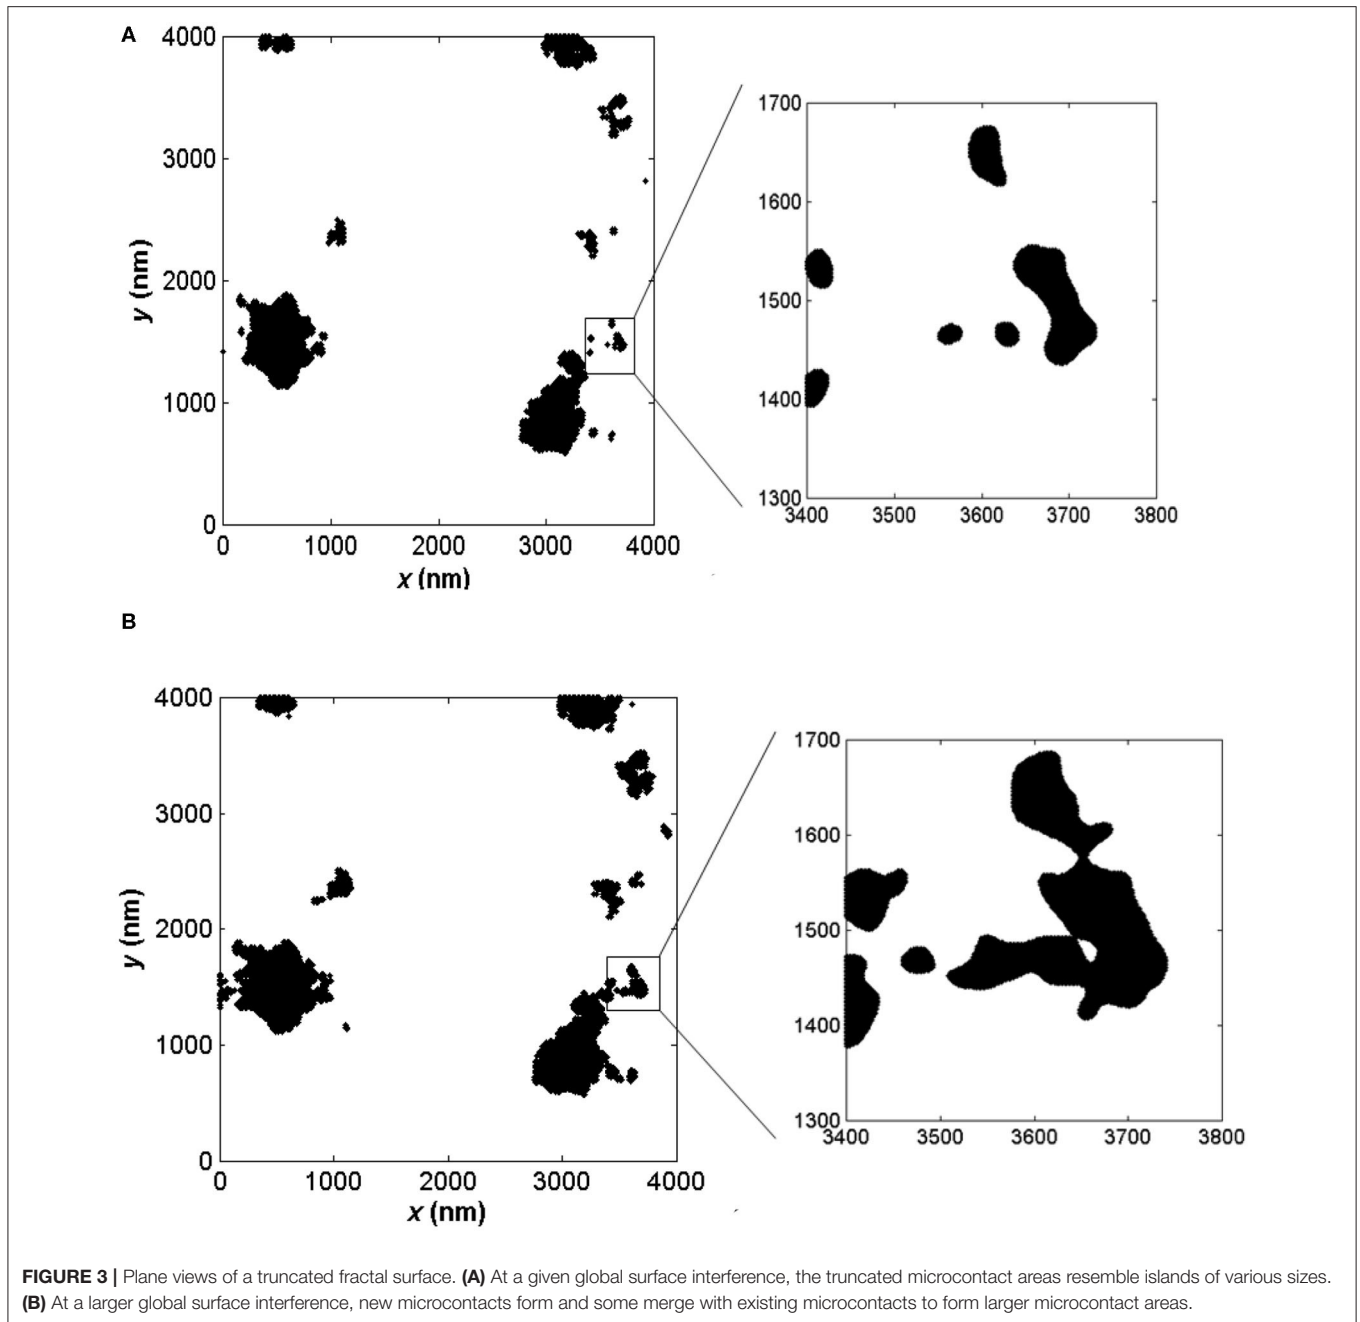 A
4000
3000
2000
1000
0
y (nm)
0 1000 2000 3000 4000
x (nm)
1700
1600
1500
1400
1300
3400 3500 3600 3700 3800
B
4000
3000
2000
1000
0
y (nm)
0 1000 2000 3000 4000
x (nm)
1700
1600
1500
1400
1300
3400 3500 3600 3700 3800
FIGURE 3 | Plane views of a truncated fractal surface. (A) At a given global surface interference, the truncated microcontact areas resemble islands of various sizes.
(B) At a larger global surface interference, new microcontacts form and some merge with existing microcontacts to form larger microcontact areas.